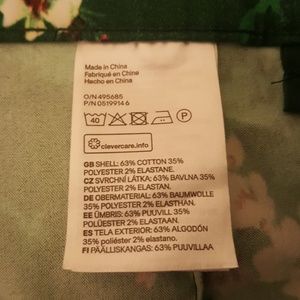 Made in China
Fabriqué en China
Hecho en China
O/N 495685
P/N 0519914 6
40
P
clevercare.info
GB SHELL: 63% COTTON 35%
POLYESTER 2% ELASTANE.
CZ SVRCHNÍ LÁTKA: 63% BAVLNA 35%
POLYESTER 2% ELASTANE.
DE OBERMATERIAL: 63% BAUMWOLLE
35% POLYESTER 2% ELASTHAN.
EE ÜMBRIS: 63% PUUVILL 35%
POLÜESTER 2% ELASTAAN.
ES TELA EXTERIOR: 63% ALGODÓN
35% poliéster 2% elastano.
FI PÄÄLLISKANGAS: 63% PUUVILLAA